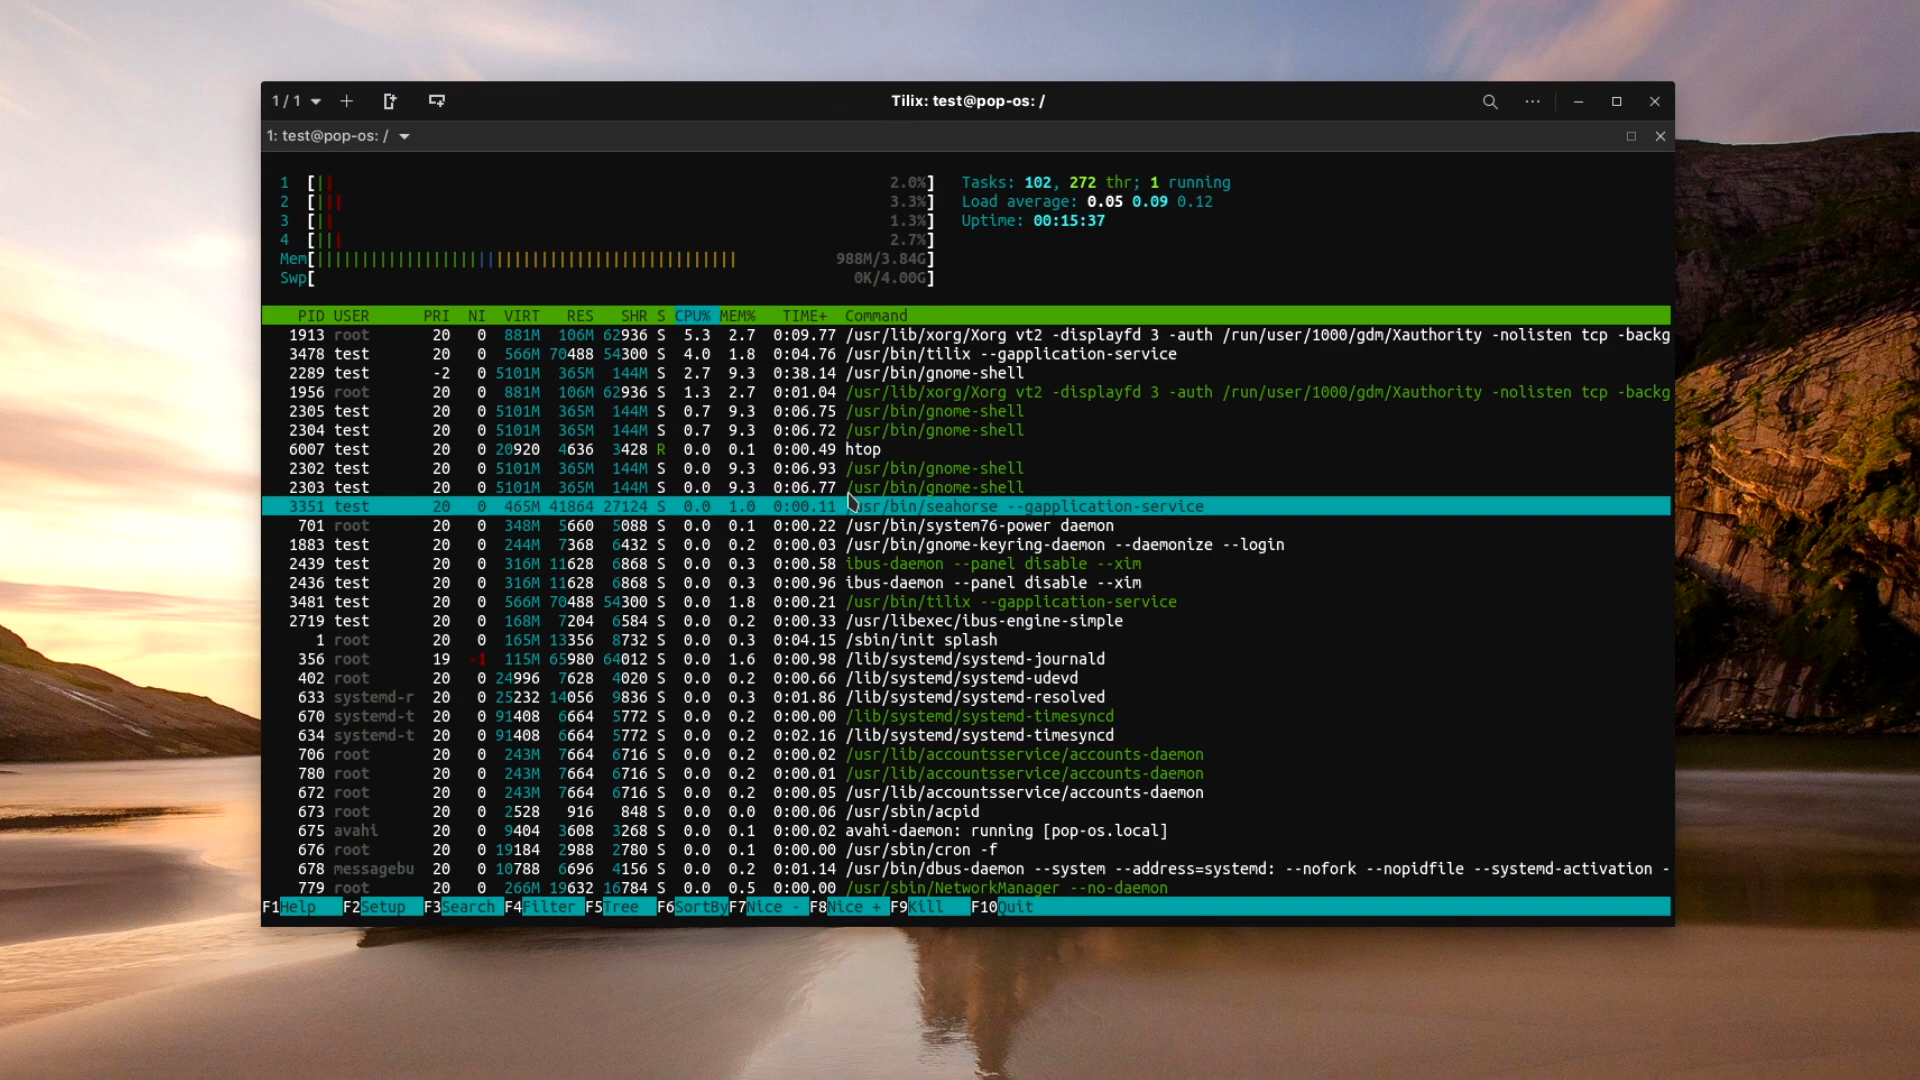 1 / 1
Tilix: test@pop-os: /
1: test@pop-os: /
1 [|| 2.0%] Tasks: 102, 272 thr; 1 running
2 [||| 3.3%] Load average: 0.05 0.09 0.12
3 [|| 1.3%] Uptime: 00:15:37
4 [||| 2.7%]
Mem[||||||||||||||||||||||||||||||||||||||||||||||| 988M/3.84G]
Swp[ 0K/4.00G]
PID USER PRI NI VIRT RES SHR S CPU% MEM% TIME+ Command
1913 root 20 0 881M 106M 62936 S 5.3 2.7 0:09.77 /usr/lib/xorg/Xorg vt2 -displayfd 3 -auth /run/user/1000/gdm/Xauthority -nolisten tcp -backg
3478 test 20 0 566M 70488 54300 S 4.0 1.8 0:04.76 /usr/bin/tilix --gapplication-service
2289 test -2 0 5101M 365M 144M S 2.7 9.3 0:38.14 /usr/bin/gnome-shell
1956 root 20 0 881M 106M 62936 S 1.3 2.7 0:01.04 /usr/lib/xorg/Xorg vt2 -displayfd 3 -auth /run/user/1000/gdm/Xauthority -nolisten tcp -backg
2305 test 20 0 5101M 365M 144M S 0.7 9.3 0:06.75 /usr/bin/gnome-shell
2304 test 20 0 5101M 365M 144M S 0.7 9.3 0:06.72 /usr/bin/gnome-shell
6007 test 20 0 20920 4636 3428 R 0.0 0.1 0:00.49 htop
2302 test 20 0 5101M 365M 144M S 0.0 9.3 0:06.93 /usr/bin/gnome-shell
2303 test 20 0 5101M 365M 144M S 0.0 9.3 0:06.77 /usr/bin/gnome-shell
3351 test 20 0 465M 41864 27124 S 0.0 1.0 0:00.11 /usr/bin/seahorse --gapplication-service
701 root 20 0 348M 5660 5088 S 0.0 0.1 0:00.22 /usr/bin/system76-power daemon
1883 test 20 0 244M 7368 6432 S 0.0 0.2 0:00.03 /usr/bin/gnome-keyring-daemon --daemonize --login
2439 test 20 0 316M 11628 6868 S 0.0 0.3 0:00.58 ibus-daemon --panel disable --xim
2436 test 20 0 316M 11628 6868 S 0.0 0.3 0:00.96 ibus-daemon --panel disable --xim
3481 test 20 0 566M 70488 54300 S 0.0 1.8 0:00.21 /usr/bin/tilix --gapplication-service
2719 test 20 0 168M 7204 6584 S 0.0 0.2 0:00.33 /usr/libexec/ibus-engine-simple
1 root 20 0 165M 13356 8732 S 0.0 0.3 0:04.15 /sbin/init splash
356 root 19 -1 115M 65980 64012 S 0.0 1.6 0:00.98 /lib/systemd/systemd-journald
402 root 20 0 24996 7628 4020 S 0.0 0.2 0:00.66 /lib/systemd/systemd-udevd
633 systemd-r 20 0 25232 14056 9836 S 0.0 0.3 0:01.86 /lib/systemd/systemd-resolved
670 systemd-t 20 0 91408 6664 5772 S 0.0 0.2 0:00.00 /lib/systemd/systemd-timesyncd
634 systemd-t 20 0 91408 6664 5772 S 0.0 0.2 0:02.16 /lib/systemd/systemd-timesyncd
706 root 20 0 243M 7664 6716 S 0.0 0.2 0:00.02 /usr/lib/accountsservice/accounts-daemon
780 root 20 0 243M 7664 6716 S 0.0 0.2 0:00.01 /usr/lib/accountsservice/accounts-daemon
672 root 20 0 243M 7664 6716 S 0.0 0.2 0:00.05 /usr/lib/accountsservice/accounts-daemon
673 root 20 0 2528 916 848 S 0.0 0.0 0:00.06 /usr/sbin/acpid
675 avahi 20 0 9404 3608 3268 S 0.0 0.1 0:00.02 avahi-daemon: running [pop-os.local]
676 root 20 0 19184 2988 2780 S 0.0 0.1 0:00.00 /usr/sbin/cron -f
678 messagebu 20 0 10788 6696 4156 S 0.0 0.2 0:01.14 /usr/bin/dbus-daemon --system --address=systemd: --nofork --nopidfile --systemd-activation -
779 root 20 0 266M 19632 16784 S 0.0 0.5 0:00.00 /usr/sbin/NetworkManager --no-daemon
F1Help F2Setup F3Search F4Filter F5Tree F6SortBy F7Nice - F8Nice + F9Kill F10Quit